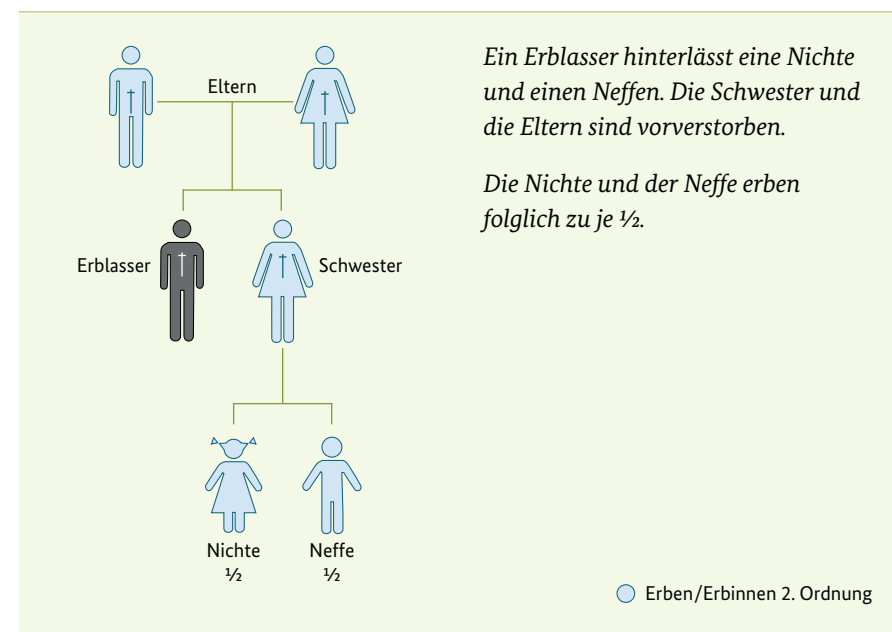 Eltern
Ein Erblasser hinterlässt eine Nichte
und einen Neffen. Die Schwester und
die Eltern sind vorverstorben.
Die Nichte und der Neffe erben
folglich zu je ½.
Erblasser
Schwester
Nichte
½
Neffe
½
Erben/Erbinnen 2. Ordnung